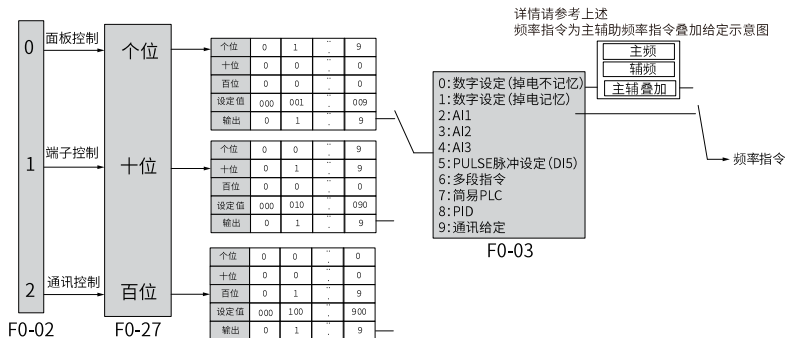 详情请参考上述
频率指令为主辅助频率指令叠加给定示意图
0
面板控制
个位
1
端子控制
十位
2
通讯控制
百位
F0-02
F0-27
个位 0 1 ⋮ 9
十位 0 0 ⋮ 0
百位 0 0 ⋮ 0
设定值 000 001 ⋮ 009
输出 0 1 ⋮ 9
个位 0 0 ⋮ 9
十位 0 1 ⋮ 9
百位 0 0 ⋮ 0
设定值 000 010 ⋮ 090
输出 0 1 ⋮ 9
个位 0 0 ⋮ 0
十位 0 0 ⋮ 0
百位 0 1 ⋮ 9
设定值 000 100 ⋮ 900
输出 0 1 ⋮ 9
0:数字设定(掉电不记忆)
1:数字设定(掉电记忆)
2:AI1
3:AI2
4:AI3
5:PULSE脉冲设定(DI5)
6:多段指令
7:简易PLC
8:PID
9:通讯给定
F0-03
主频
辅频
主辅叠加
频率指令